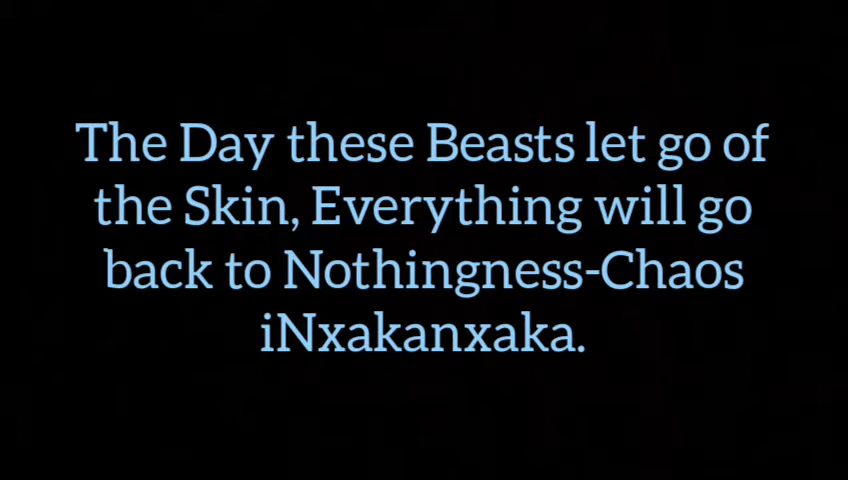 The Day these Beasts let go of
the Skin, Everything will go
back to Nothingness-Chaos
iNxakanxaka.